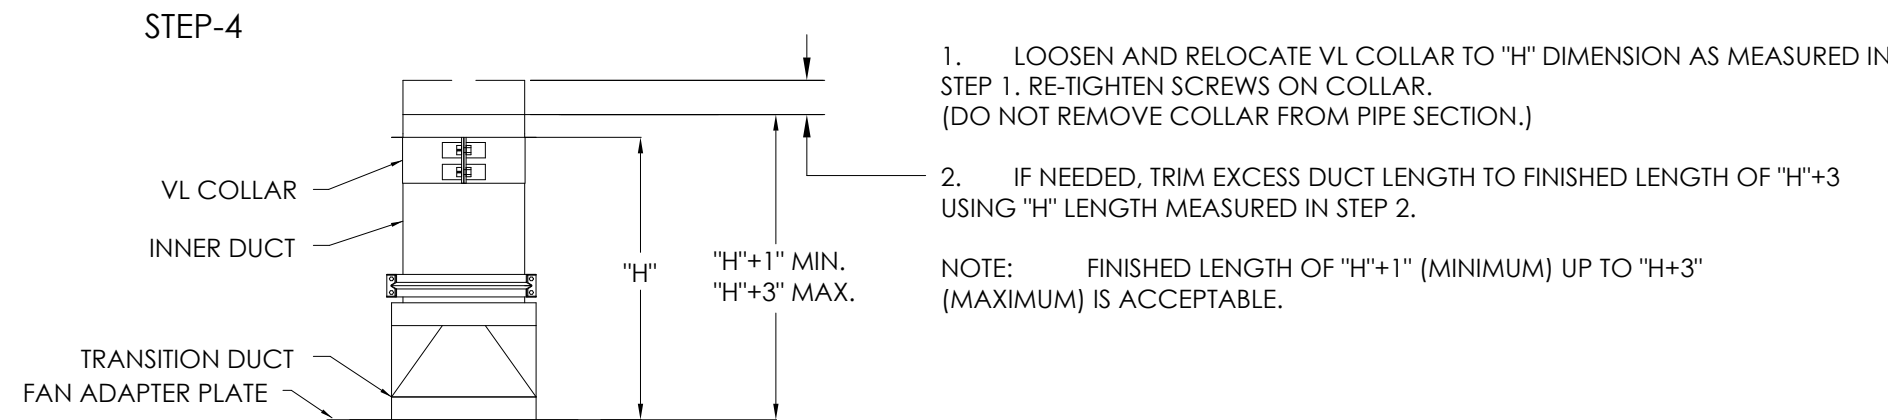 STEP-4
1. LOOSEN AND RELOCATE VL COLLAR TO "H" DIMENSION AS MEASURED IN
STEP 1. RE-TIGHTEN SCREWS ON COLLAR.
(DO NOT REMOVE COLLAR FROM PIPE SECTION.)
2. IF NEEDED, TRIM EXCESS DUCT LENGTH TO FINISHED LENGTH OF "H"+3
USING "H" LENGTH MEASURED IN STEP 2.
NOTE: FINISHED LENGTH OF "H"+1" (MINIMUM) UP TO "H+3"
(MAXIMUM) IS ACCEPTABLE.
VL COLLAR
INNER DUCT
"H"
"H"+1" MIN.
"H"+3" MAX.
TRANSITION DUCT
FAN ADAPTER PLATE